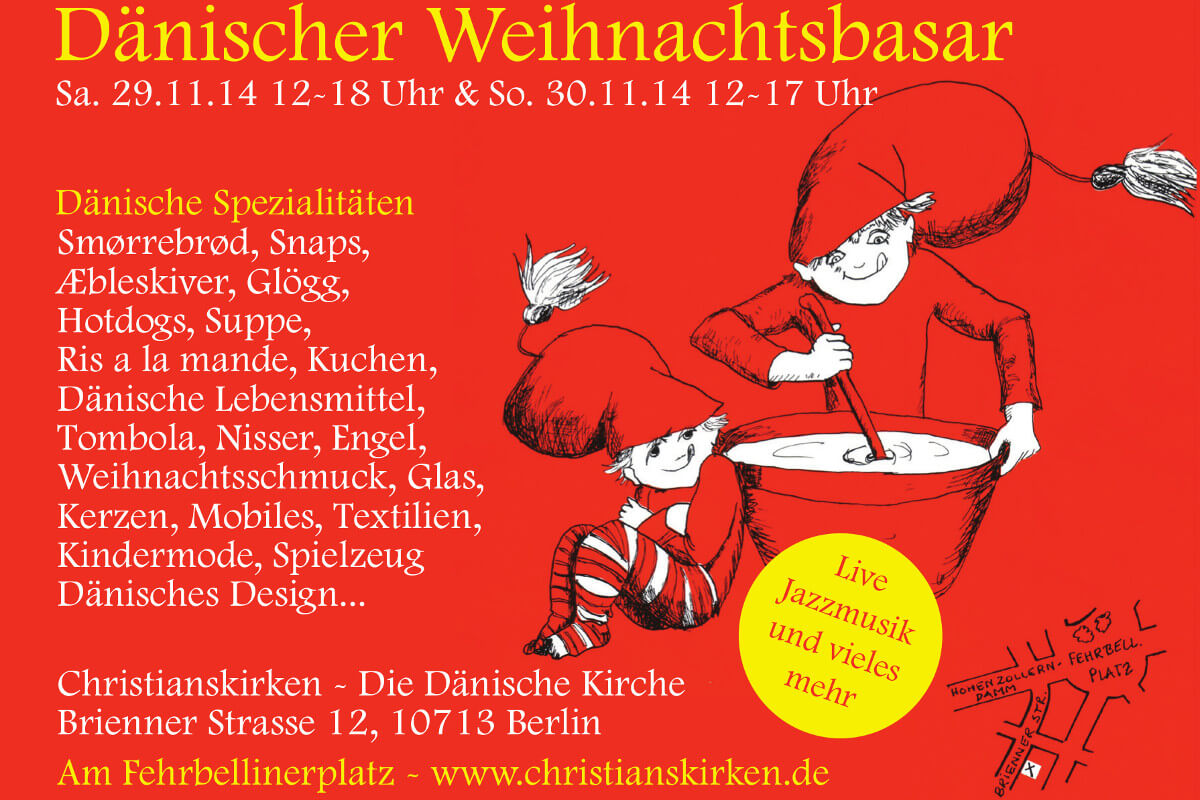 Dänischer Weihnachtsbasar
Sa. 29.11.14 12~18 Uhr & So. 30.11.14 12~17 Uhr
Dänische Spezialitäten
Smørrebrød, Snaps,
Æbleskiver, Glögg,
Hotdogs, Suppe,
Ris a la mande, Kuchen,
Dänische Lebensmittel,
Tombola, Nisser, Engel,
Weihnachtsschmuck, Glas,
Kerzen, Mobiles, Textilien,
Kindermode, Spielzeug
Dänisches Design...
Live
Jazzmusik
und vieles
mehr
Christianskirken ~ Die Dänische Kirche
Brienner Strasse 12, 10713 Berlin
Am Fehrbellinerplatz ~ www.christianskirken.de
HOHENZOLLERN-
DAMM
FEHRBELL.
PLATZ
BRIENNER STR.
X